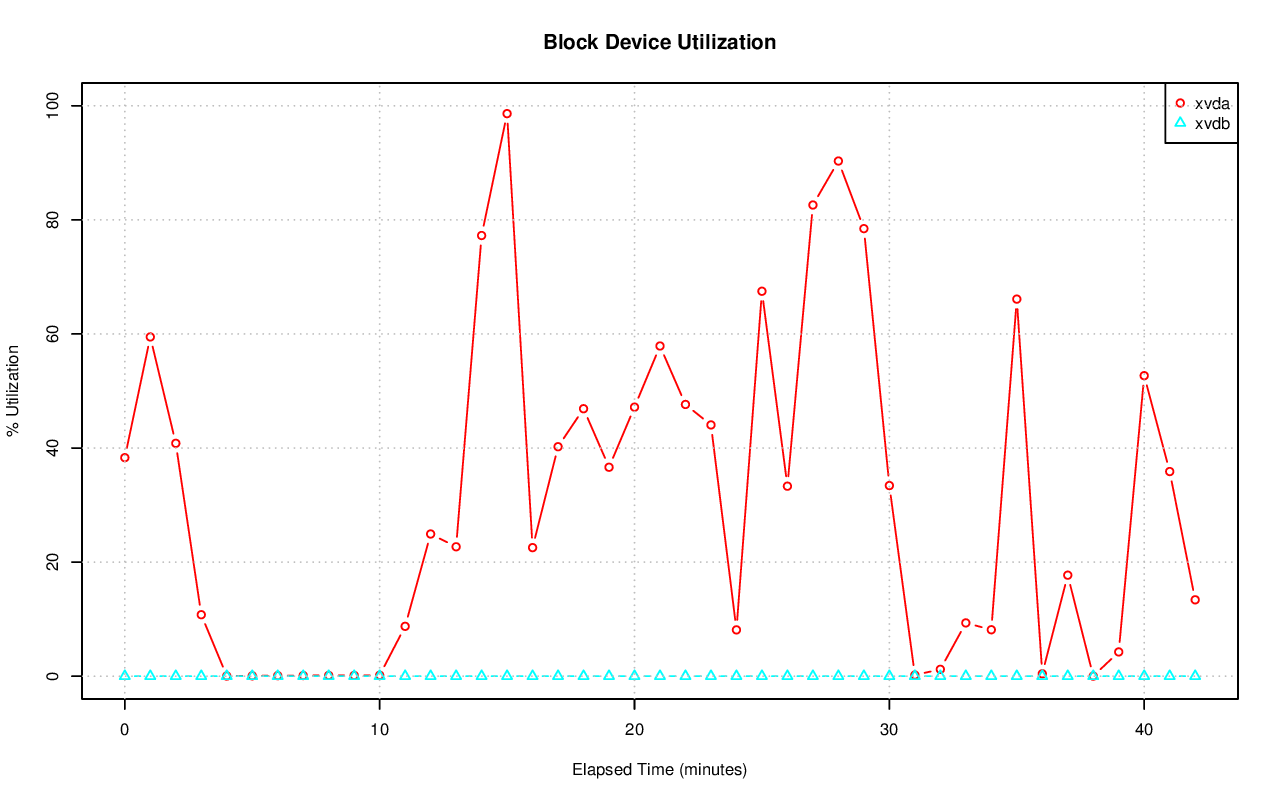 Block Device Utilization
xvda
xvdb
% Utilization
100
80
60
40
20
0
0 10 20 30 40
Elapsed Time (minutes)